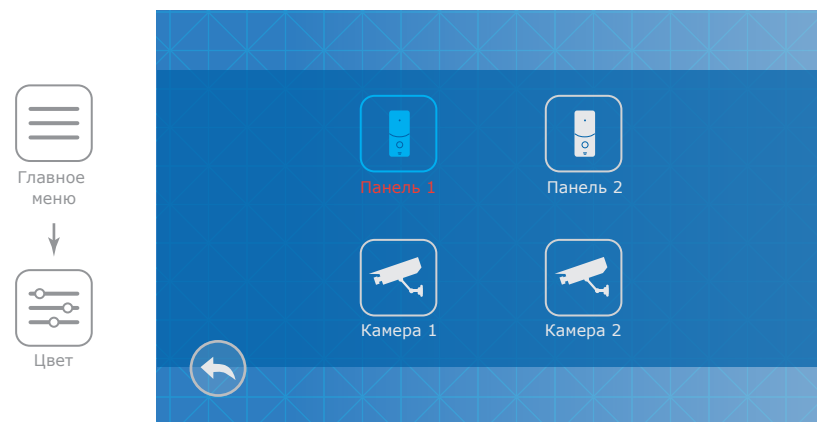 Главное
меню
Цвет
Панель 1
Панель 2
Камера 1
Камера 2